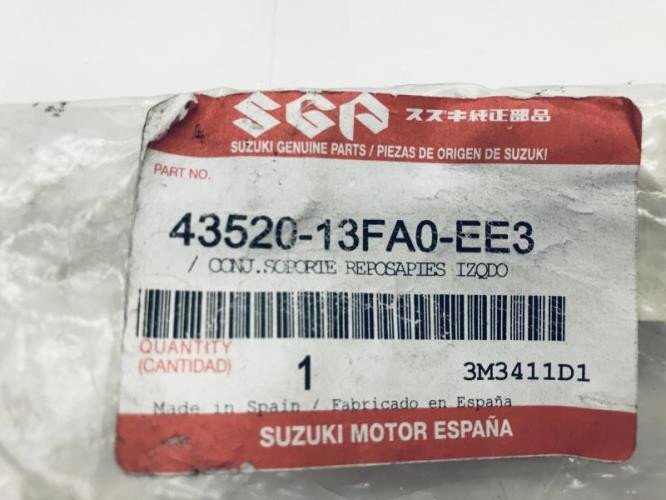 SGP スズキ純正部品
SUZUKI GENUINE PARTS / PIEZAS DE ORIGEN DE SUZUKI
PART NO.
43520-13FA0-EE3
/ CONJ.SOPORTE REPOSAPIES IZQDO
QUANTITY
(CANTIDAD) 1 3M3411D1
Made in Spain / Fabricado en España
SUZUKI MOTOR ESPAÑA